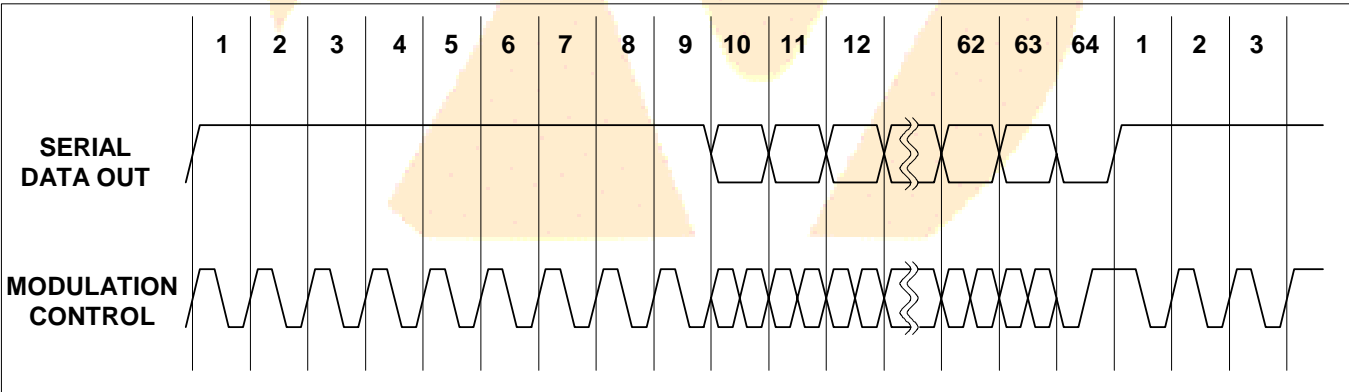 1 2 3 4 5 6 7 8 9 10 11 12 62 63 64 1 2 3
SERIAL
DATA OUT
MODULATION
CONTROL